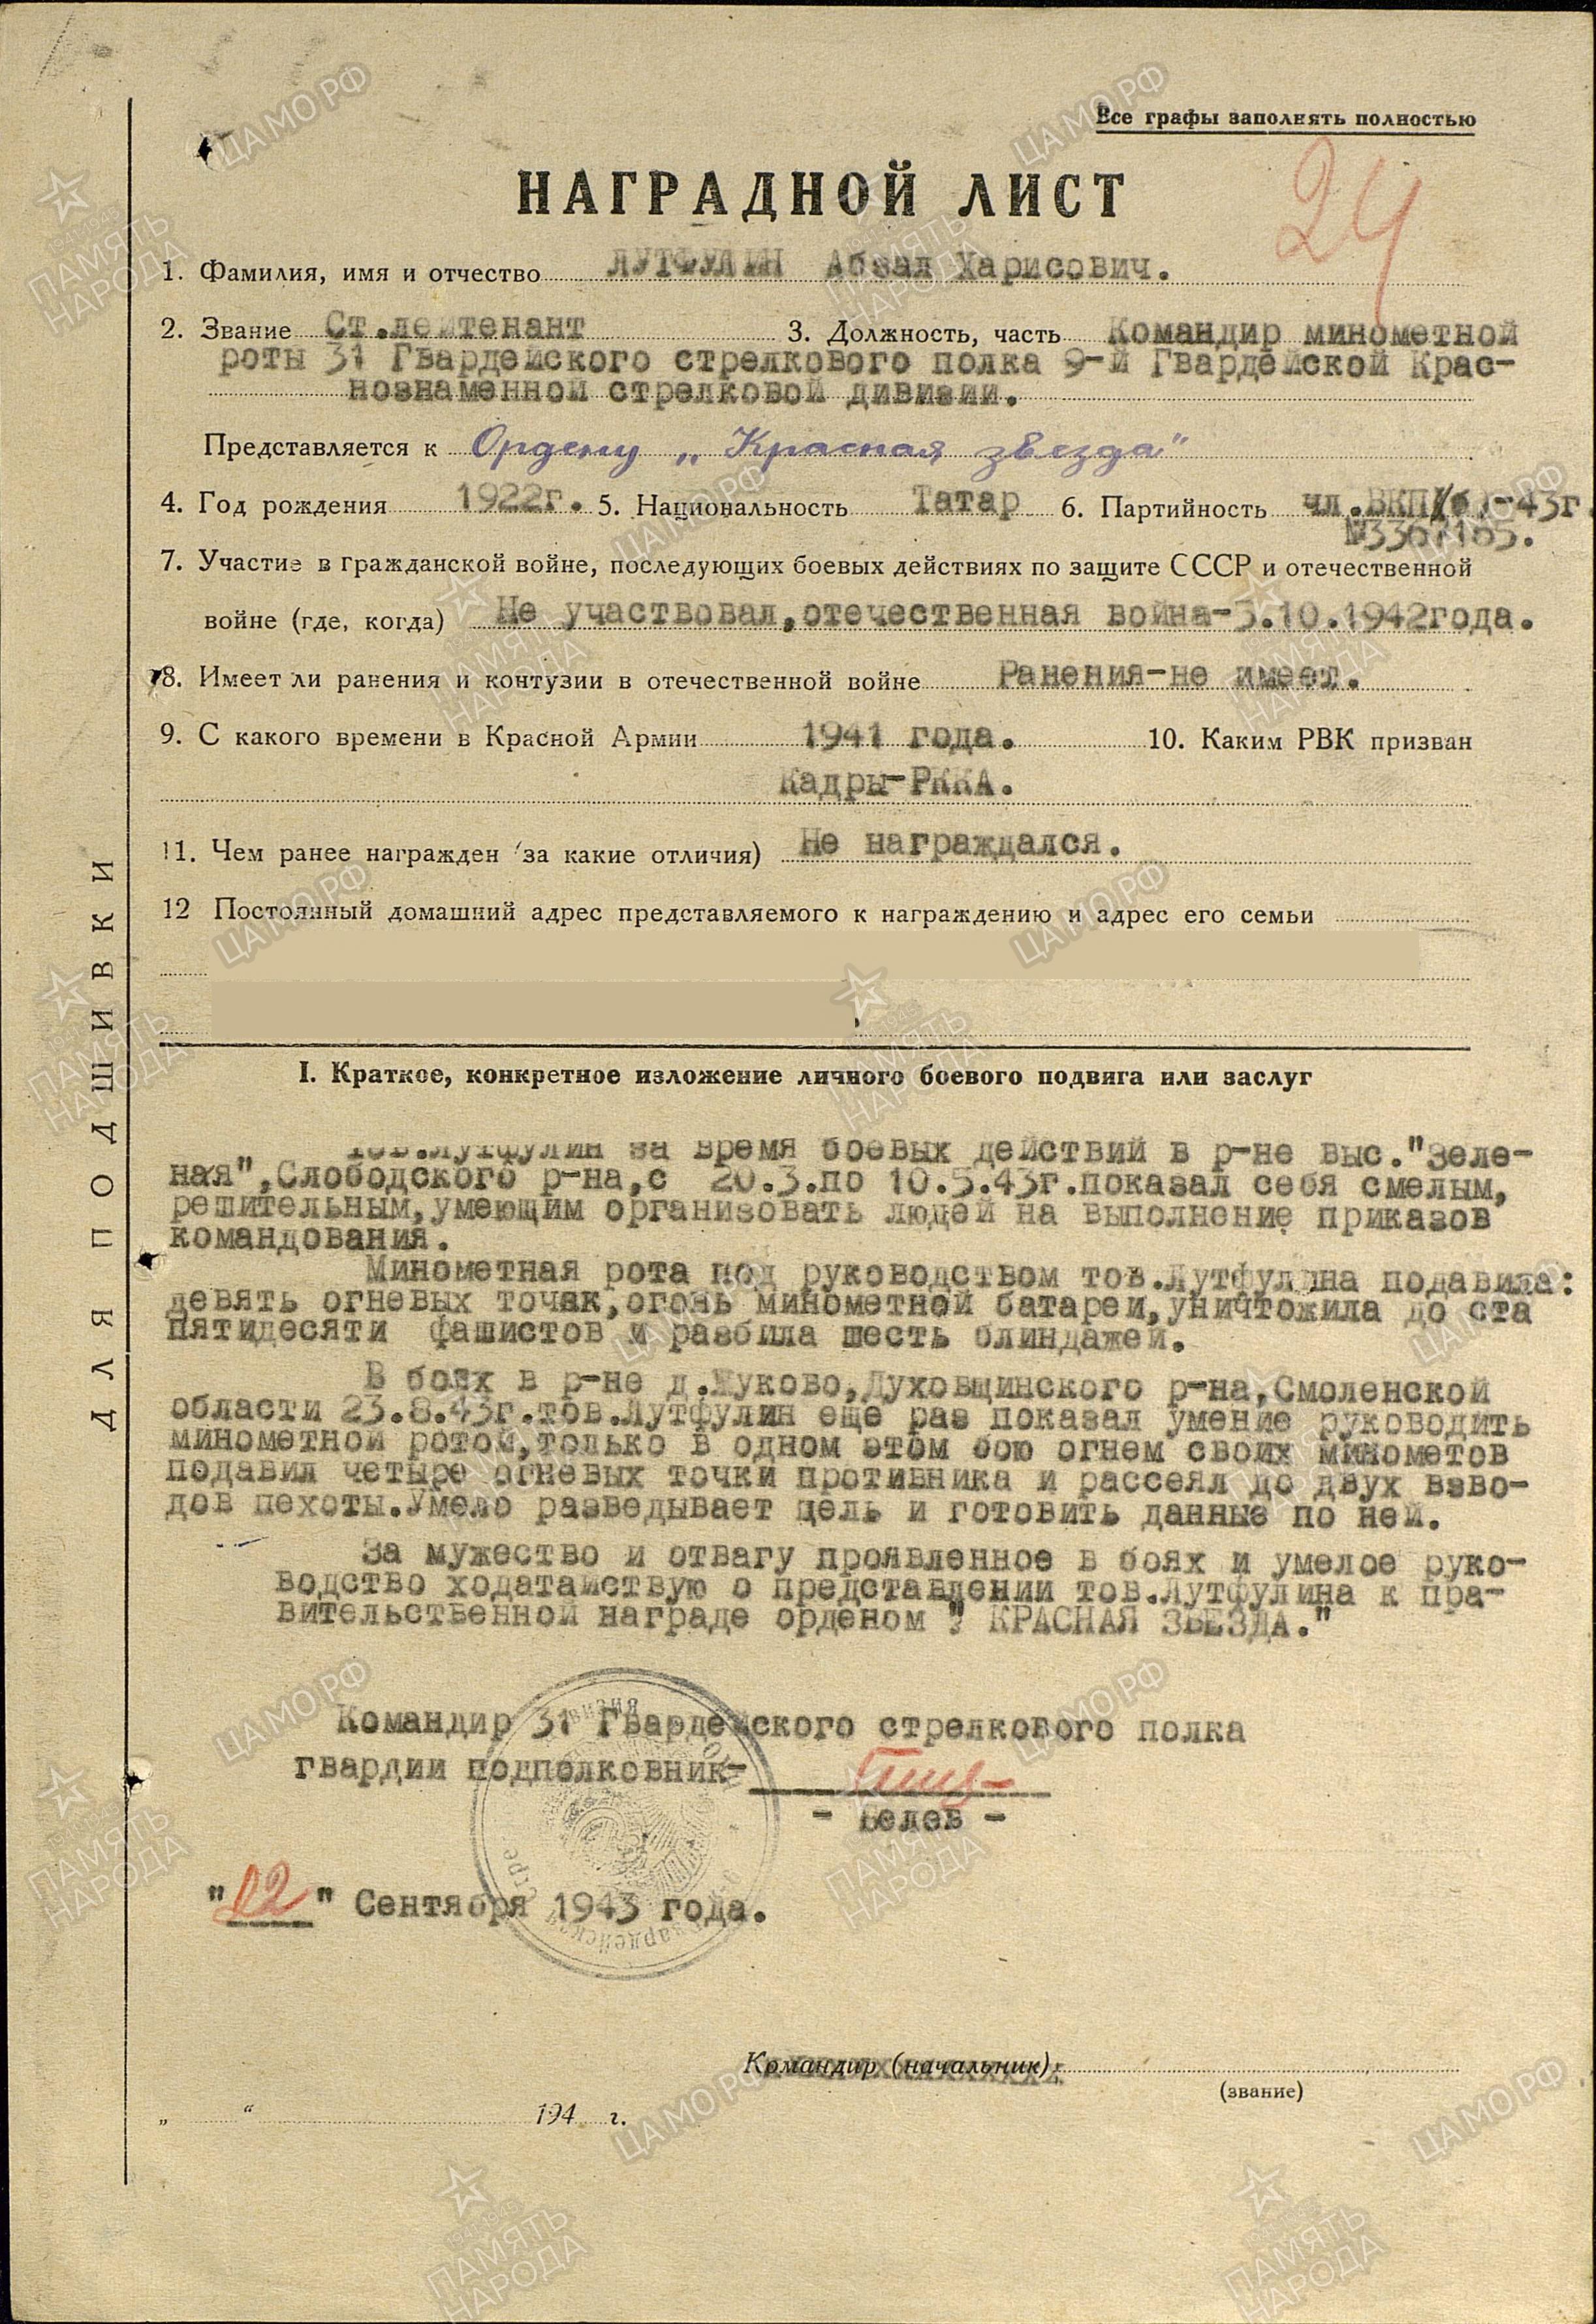 Все графы заполнять полностью
24
НАГРАДНОЙ ЛИСТ
1. Фамилия, имя и отчество ЛУТФУЛИН Абзал Харисович.
2. Звание Ст.лейтенант 3. Должность, часть Командир минометной
роты 31 Гвардейского стрелкового полка 9-й Гвардейской Крас-
нознаменной стрелковой дивизии.
Представляется к Ордену „Красная звезда"
4. Год рождения 1922г. 5. Национальность Татар 6. Партийность чл.ВКП(б)-43г.
№3367165.
7. Участие в гражданской войне, последующих боевых действиях по защите СССР и отечественной
войне (где, когда) Не участвовал,отечественная война-5.10.1942года.
8. Имеет ли ранения и контузии в отечественной войне Ранения-не имеет.
9. С какого времени в Красной Армии 1941 года. 10. Каким РВК призван
Кадры-РККА.
11. Чем ранее награжден (за какие отличия) Не награждался.
12 Постоянный домашний адрес представляемого к награждению и адрес его семьи
I. Краткое, конкретное изложение личного боевого подвига или заслуг
Тов.Лутфулин за время боевых действий в р-не выс."Зеле-
ная",Слободского р-на,с 20.3.по 10.5.43г.показал себя смелым,
решительным,умеющим организовать людей на выполнение приказов
командования.
Минометная рота под руководством тов.Лутфулина подавила:
девять огневых точак,огонь минометной батареи,уничтожила до ста
пятидесяти фашистов и разбила шесть блиндажей.
В боях в р-не д.Жуково,Духовщинского р-на,Смоленской
области 23.8.43г.тов.Лутфулин еще раз показал умение руководить
минометной ротой,только в одном этом бою огнем своих минометов
подавил четыре огневых точки противника и рассеял до двух взво-
дов пехоты.Умело разведывает цель и готовить данные по ней.
За мужество и отвагу проявленное в боях и умелое руко-
водство ходатайствую о представлении тов.Лутфулина к пра-
вительственной награде орденом " КРАСНАЯ ЗВЕЗДА."
Командир 31 Гвардейского стрелкового полка
гвардии подполковник-
- Белев -
"12" Сентября 1943 года.
Командир (начальник):
(звание)
„ “ 194 г.
ДЛЯ ПОДШИВКИ
ЦАМО.РФ
ПАМЯТЬ
НАРОДА